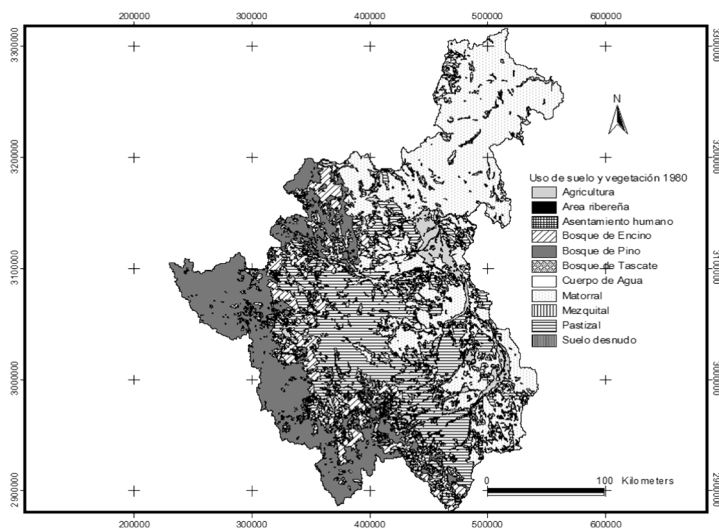 200000 300000 400000 500000 600000
3300000
3200000
3100000
3000000
2900000
N
Uso de suelo y vegetación 1980
Agricultura
Area ribereña
Asentamiento humano
Bosque de Encino
Bosque de Pino
Bosque de Tascate
Cuerpo de Agua
Matorral
Mezquital
Pastizal
Suelo desnudo
0 100 Kilometers
200000 300000 400000 500000 600000